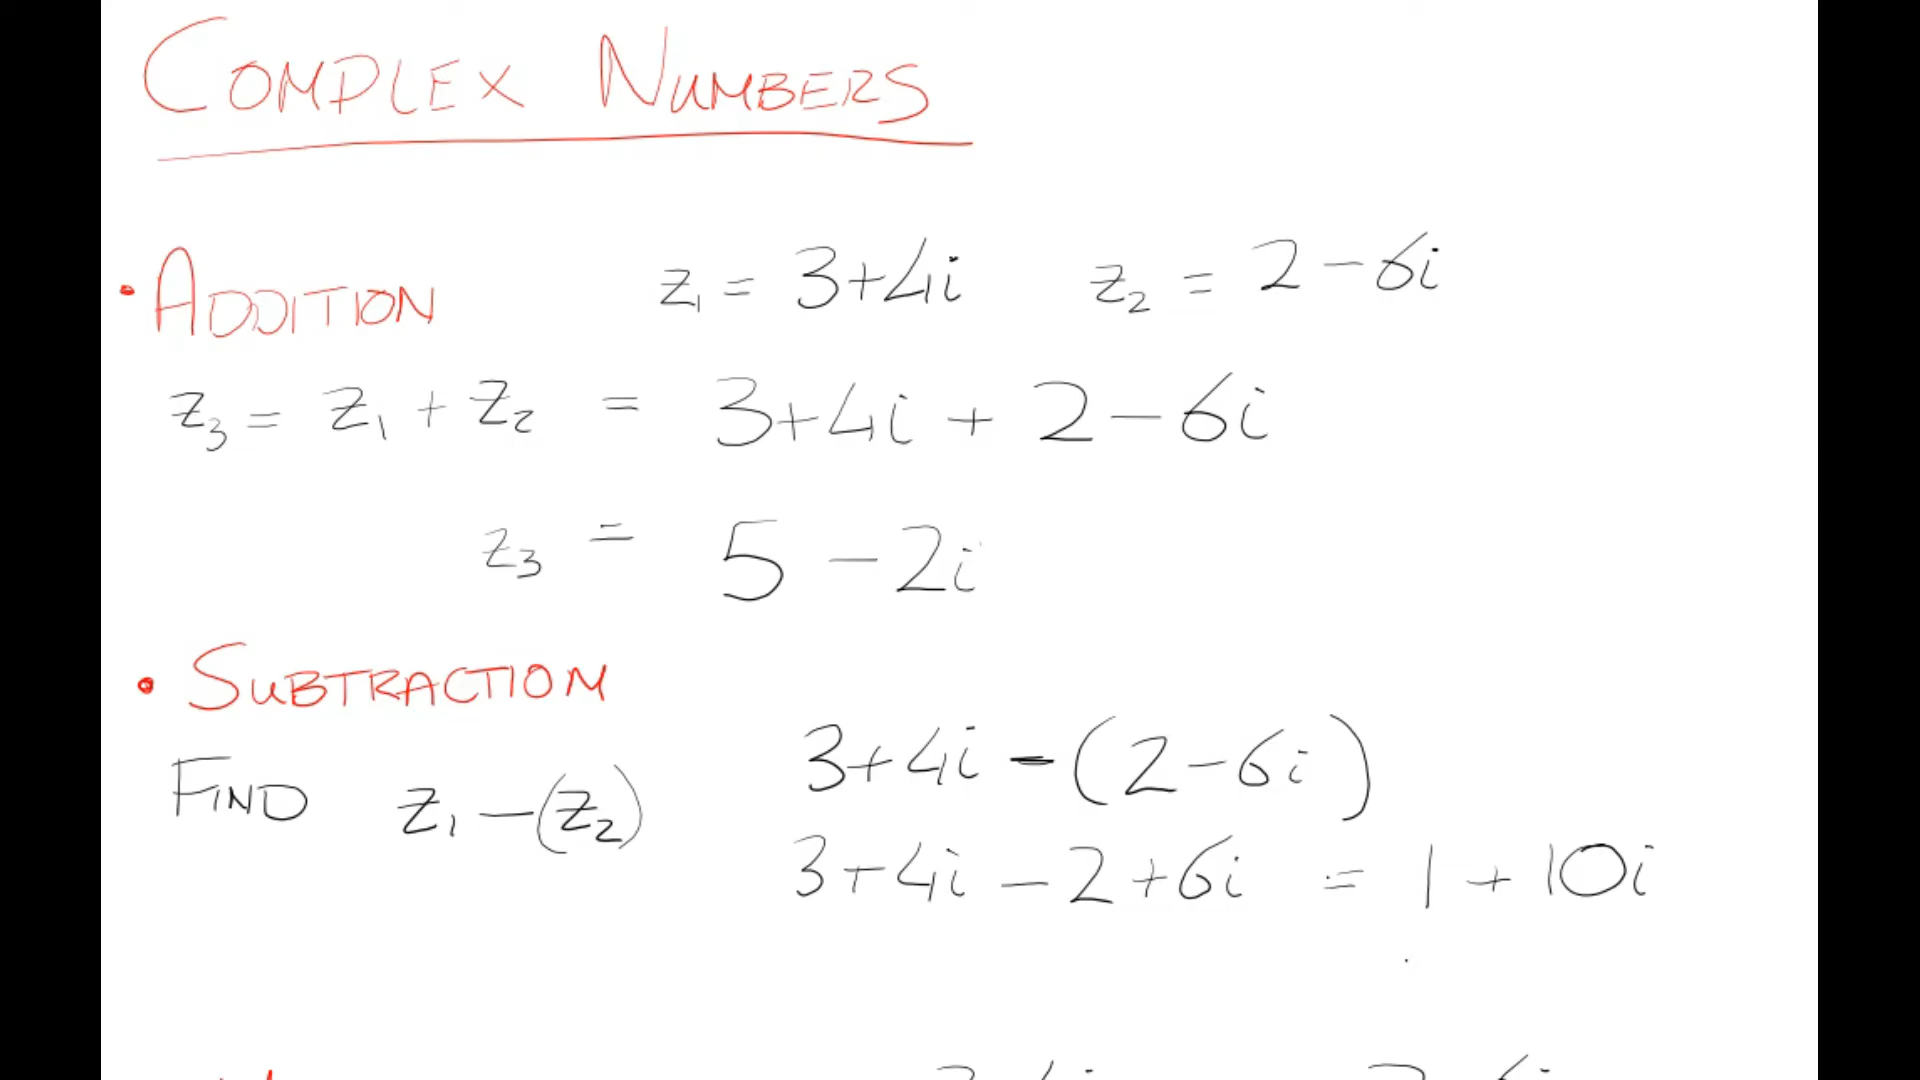 COMPLEX NUMBERS
• ADDITION z₁ = 3+4i z₂ = 2-6i
z₃ = z₁ + z₂ = 3+4i + 2-6i
z₃ = 5 - 2i
• SUBTRACTION
3+4i - (2-6i)
FIND z₁ - (z₂)
3+4i - 2+6i = 1 + 10i